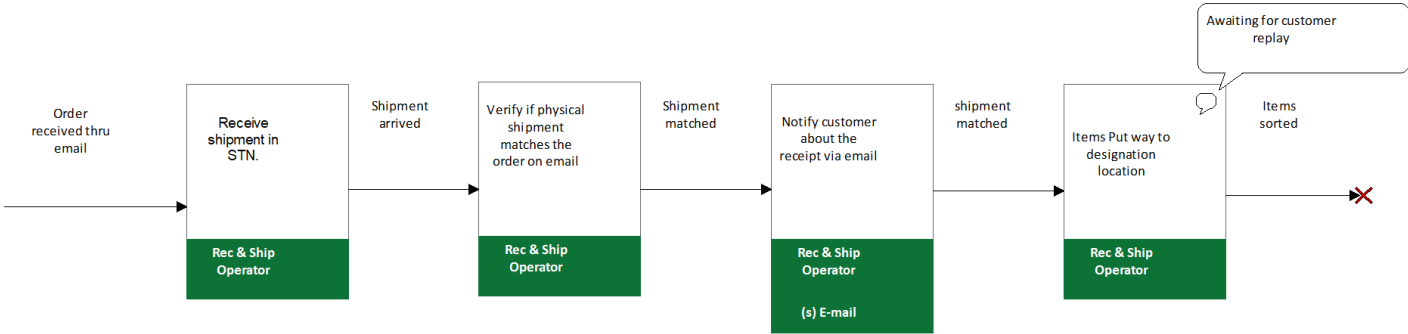 Awaiting for customer
replay
Order
received thru
email
Receive
shipment in
STN.
Rec & Ship
Operator
Shipment
arrived
Verify if physical
shipment
matches the
order on email
Rec & Ship
Operator
Shipment
matched
Notify customer
about the
receipt via email
Rec & Ship
Operator
(s) E-mail
shipment
matched
Items Put way to
designation
location
Rec & Ship
Operator
Items
sorted